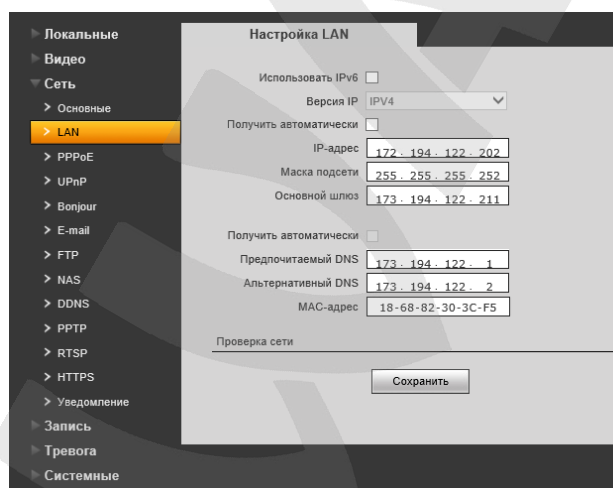 Локальные
Видео
Сеть
Основные
LAN
PPPoE
UPnP
Bonjour
E-mail
FTP
NAS
DDNS
PPTP
RTSP
HTTPS
Уведомление
Запись
Тревога
Системные
Настройка LAN
Использовать IPv6
Версия IP IPV4
Получить автоматически
IP-адрес 172 . 194 . 122 . 202
Маска подсети 255 . 255 . 255 . 252
Основной шлюз 173 . 194 . 122 . 211
Получить автоматически
Предпочитаемый DNS 173 . 194 . 122 . 1
Альтернативный DNS 173 . 194 . 122 . 2
MAC-адрес 18-68-82-30-3C-F5
Проверка сети
Сохранить